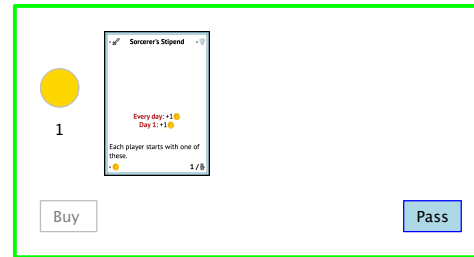 - Sorcerer's Stipend -
Every day: +1
Day 1: +1
Each player starts with one of
these.
- 1 /
1
Buy
Pass